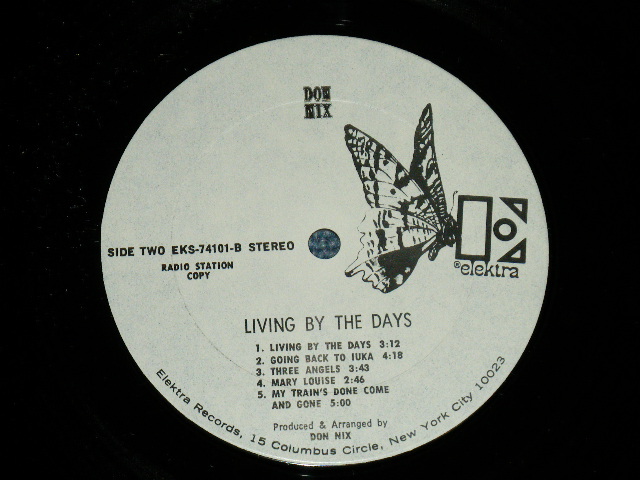 DON
NIX
SIDE TWO EKS-74101-B STEREO
RADIO STATION
COPY
® elektra
LIVING BY THE DAYS
1. LIVING BY THE DAYS 3:12
2. GOING BACK TO IUKA 4:18
3. THREE ANGELS 3:43
4. MARY LOUISE 2:46
5. MY TRAIN'S DONE COME
AND GONE 5:00
Produced & Arranged by
DON NIX
Elektra Records, 15 Columbus Circle, New York City 10023